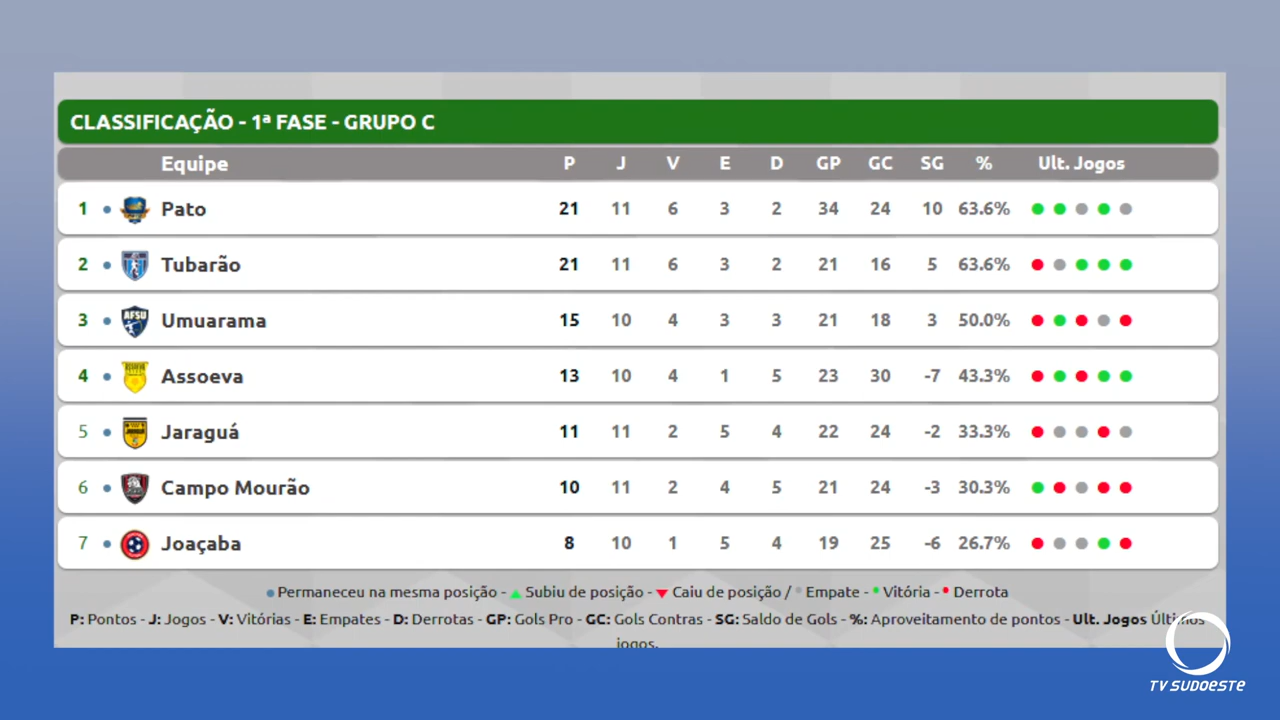 CLASSIFICAÇÃO - 1ª FASE - GRUPO C
Equipe P J V E D GP GC SG % Ult. Jogos
1 Pato 21 11 6 3 2 34 24 10 63.6%
2 Tubarão 21 11 6 3 2 21 16 5 63.6%
3 AFSU Umuarama 15 10 4 3 3 21 18 3 50.0%
4 ASSOEVA Assoeva 13 10 4 1 5 23 30 -7 43.3%
5 JARAGUÁ Jaraguá 11 11 2 5 4 22 24 -2 33.3%
6 Campo Mourão 10 11 2 4 5 21 24 -3 30.3%
7 Joaçaba 8 10 1 5 4 19 25 -6 26.7%
Permaneceu na mesma posição - Subiu de posição - Caiu de posição / Empate - Vitória - Derrota
P: Pontos - J: Jogos - V: Vitórias - E: Empates - D: Derrotas - GP: Gols Pro - GC: Gols Contras - SG: Saldo de Gols - %: Aproveitamento de pontos - Ult. Jogos Últimos
jogos.
TV SUDOESTE